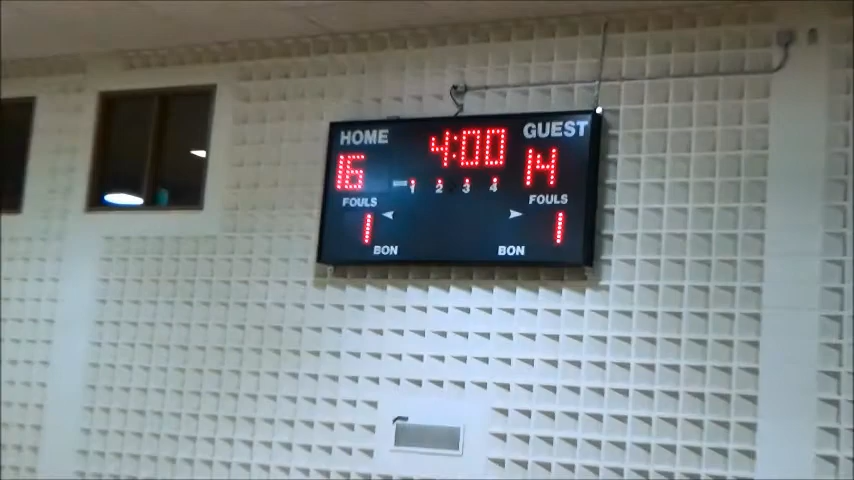 HOME 4:00 GUEST
16 1 2 3 4 14
FOULS FOULS
1 1
BON BON